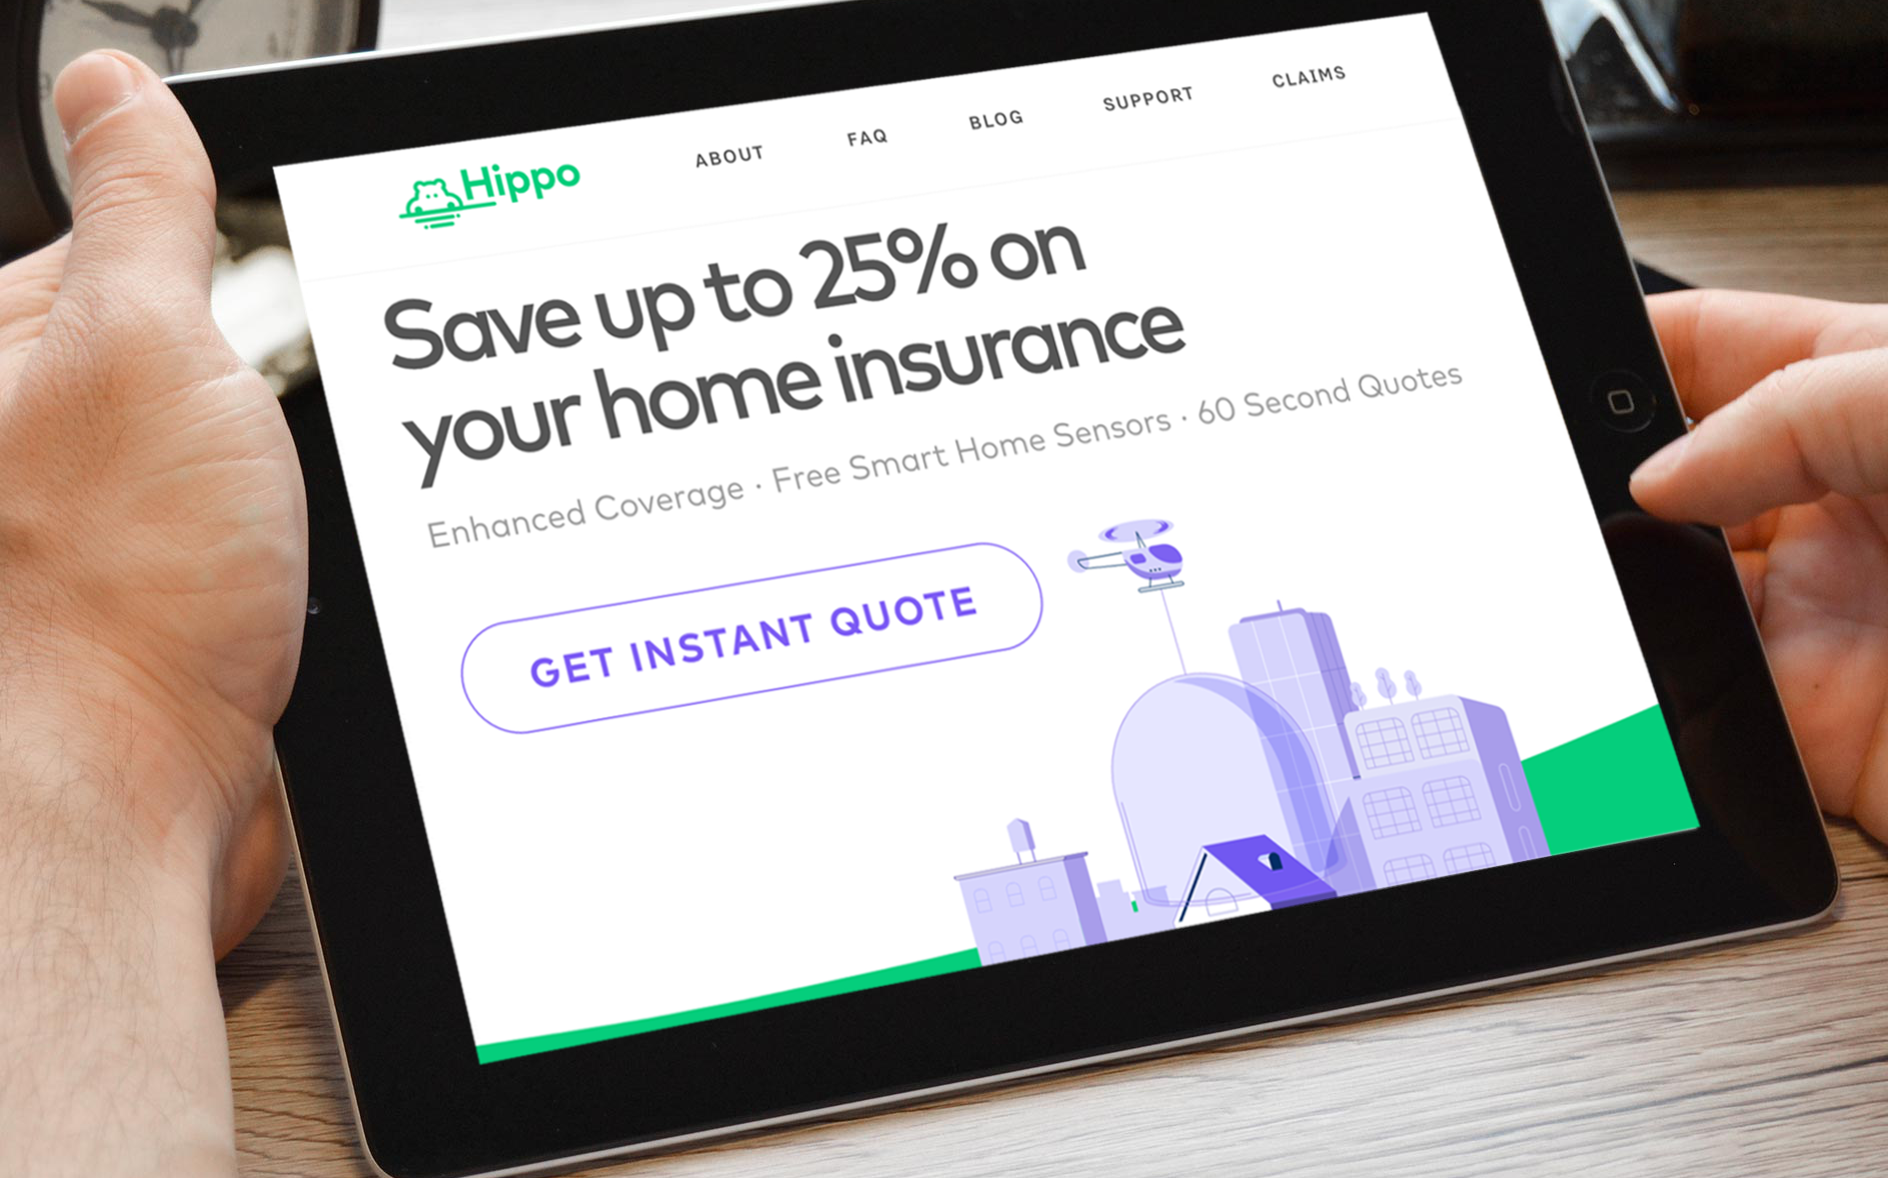 Hippo
ABOUT
FAQ
BLOG
SUPPORT
CLAIMS
Save up to 25% on
your home insurance
Enhanced Coverage · Free Smart Home Sensors · 60 Second Quotes
GET INSTANT QUOTE